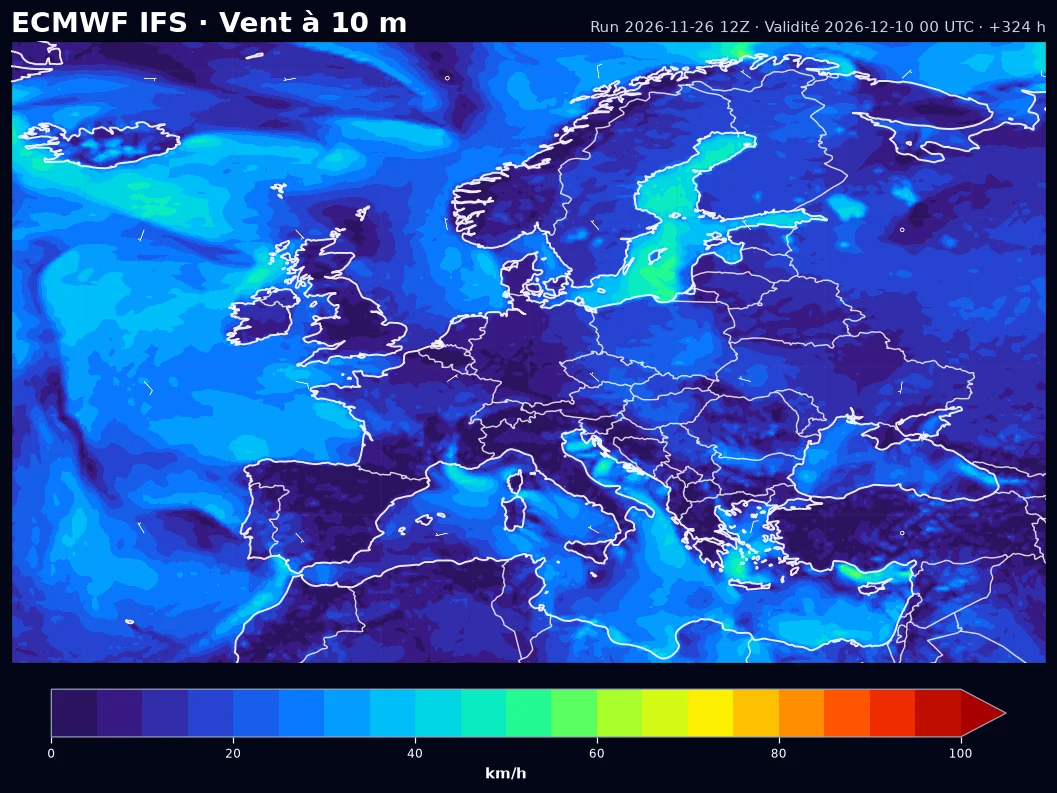 ECMWF IFS · Vent à 10 m
Run 2026-11-26 12Z · Validité 2026-12-10 00 UTC · +324 h
0 20 40 60 80 100
km/h